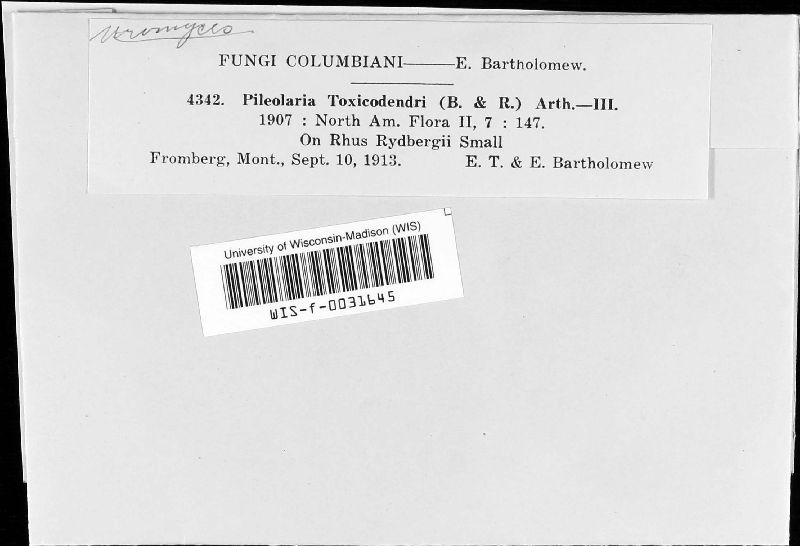 Uromyces
FUNGI COLUMBIANI——E. Bartholomew.
4342. Pileolaria Toxicodendri (B. & R.) Arth.—III.
1907 : North Am. Flora II, 7 : 147.
On Rhus Rydbergii Small
Fromberg, Mont., Sept. 10, 1913. E. T. & E. Bartholomew
University of Wisconsin-Madison (WIS)
WIS-f-0031645